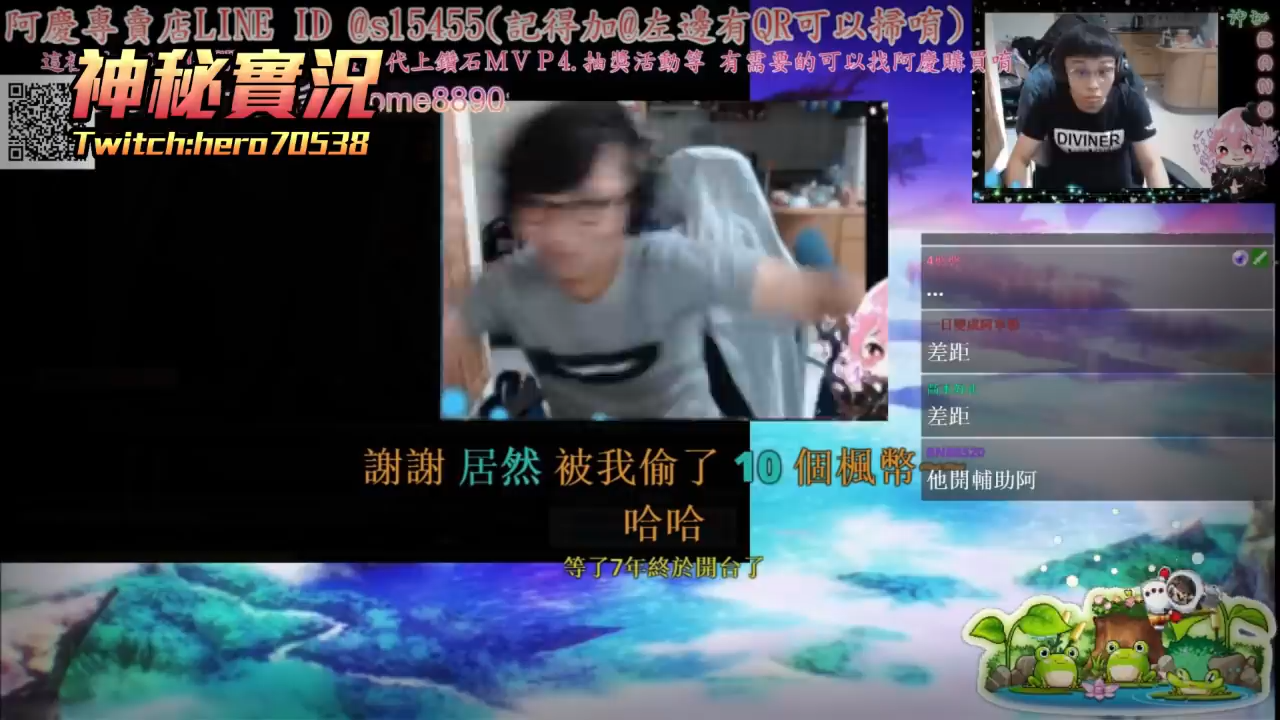 阿慶專賣店LINE ID @s15455(記得加@左邊有QR可以掃唷)
代上鑽石MVP4.抽獎活動等 有需要的可以找阿慶購買唷
神秘實況
ome8890
Twitch:hero70538
DIVINER
神秘
...
差距
差距
BN88520
他開輔助阿
謝謝 居然 被我偷了 10 個楓幣
哈哈
等了7年終於開台了